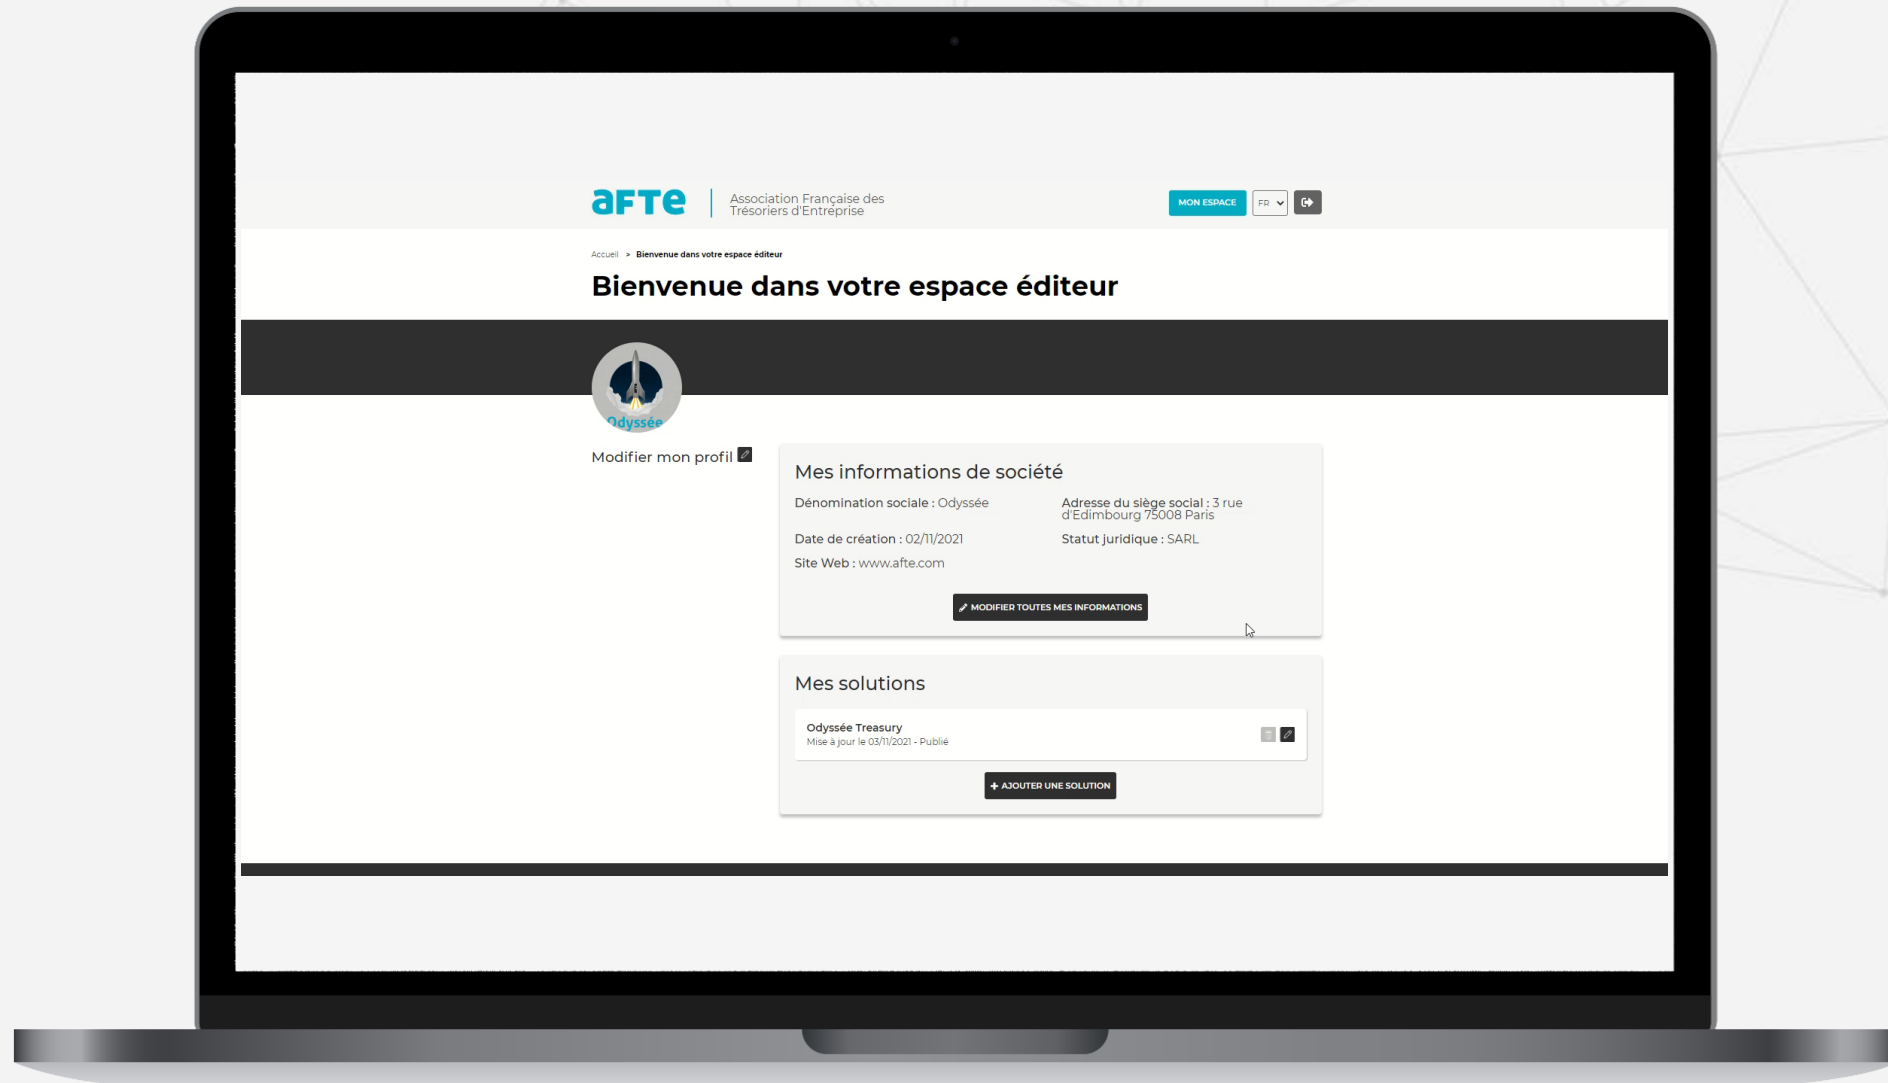 aFTe
Association Française des
Trésoriers d'Entreprise
MON ESPACE
FR
Accueil > Bienvenue dans votre espace éditeur
Bienvenue dans votre espace éditeur
Odyssée
Modifier mon profil
Mes informations de société
Dénomination sociale : Odyssée
Adresse du siège social : 3 rue
d'Edimbourg 75008 Paris
Date de création : 02/11/2021
Statut juridique : SARL
Site Web : www.afte.com
MODIFIER TOUTES MES INFORMATIONS
Mes solutions
Odyssée Treasury
Mise à jour le 03/11/2021 - Publié
+ AJOUTER UNE SOLUTION